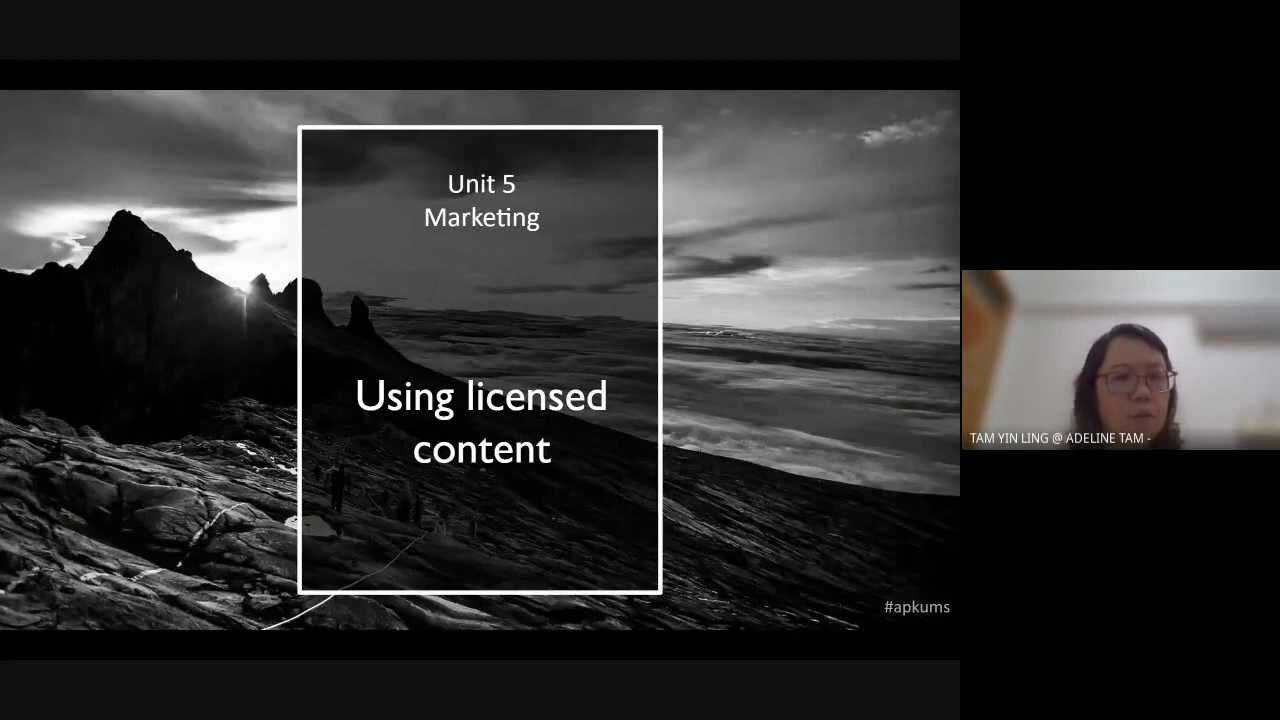 Unit 5
Marketing
Using licensed
content
#apkums
TAM YIN LING @ ADELINE TAM -